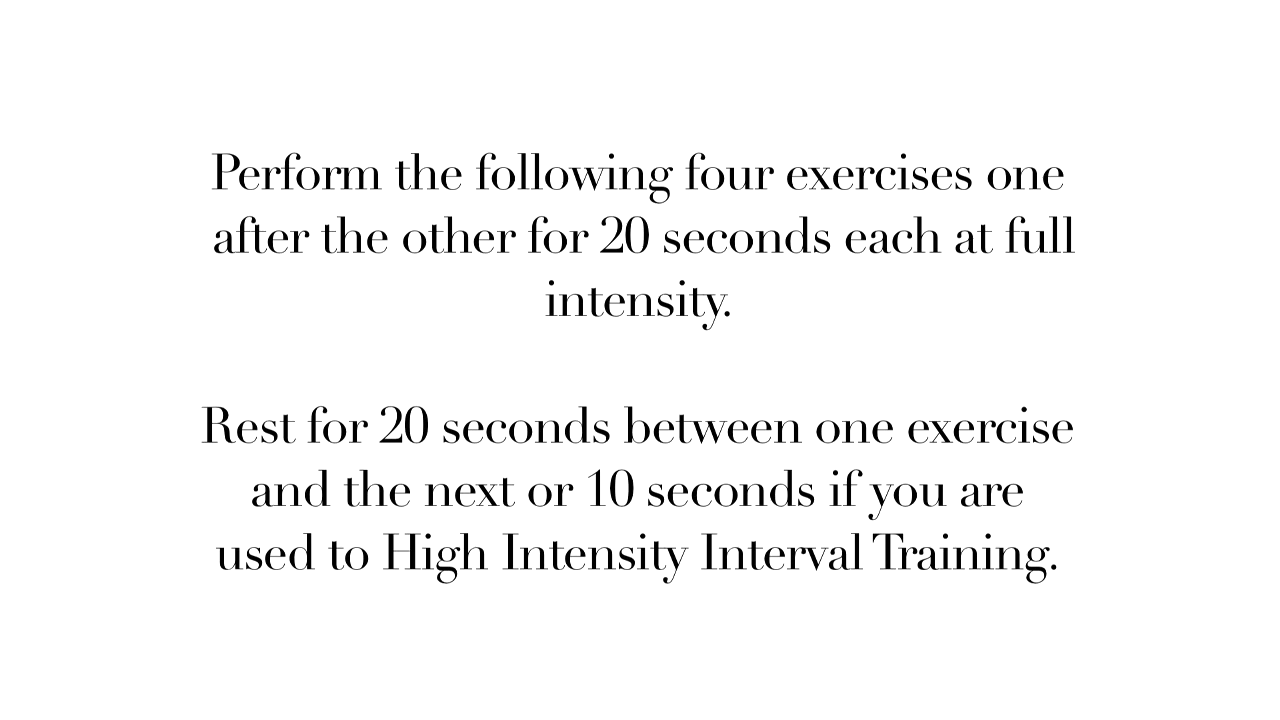 Perform the following four exercises one
after the other for 20 seconds each at full
intensity.
Rest for 20 seconds between one exercise
and the next or 10 seconds if you are
used to High Intensity Interval Training.